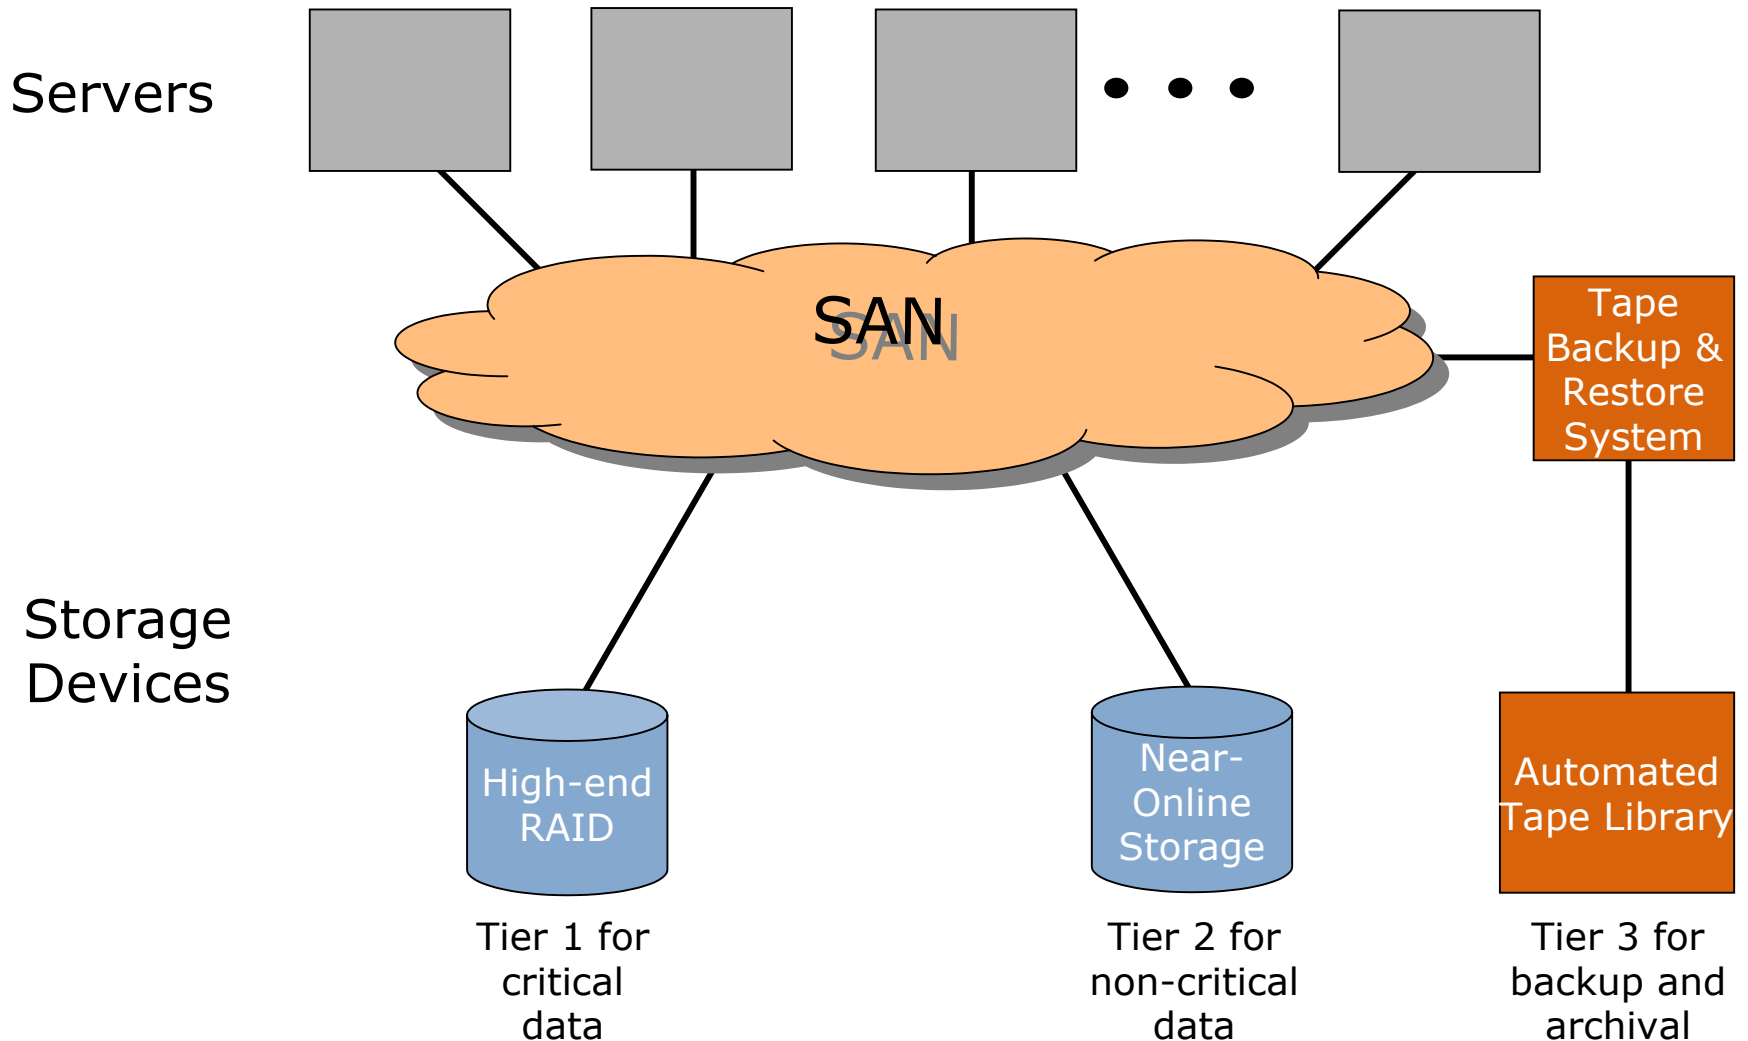 Servers
SAN
Tape
Backup &
Restore
System
Storage
Devices
High-end
RAID
Near-
Online
Storage
Automated
Tape Library
Tier 1 for
critical
data
Tier 2 for
non-critical
data
Tier 3 for
backup and
archival